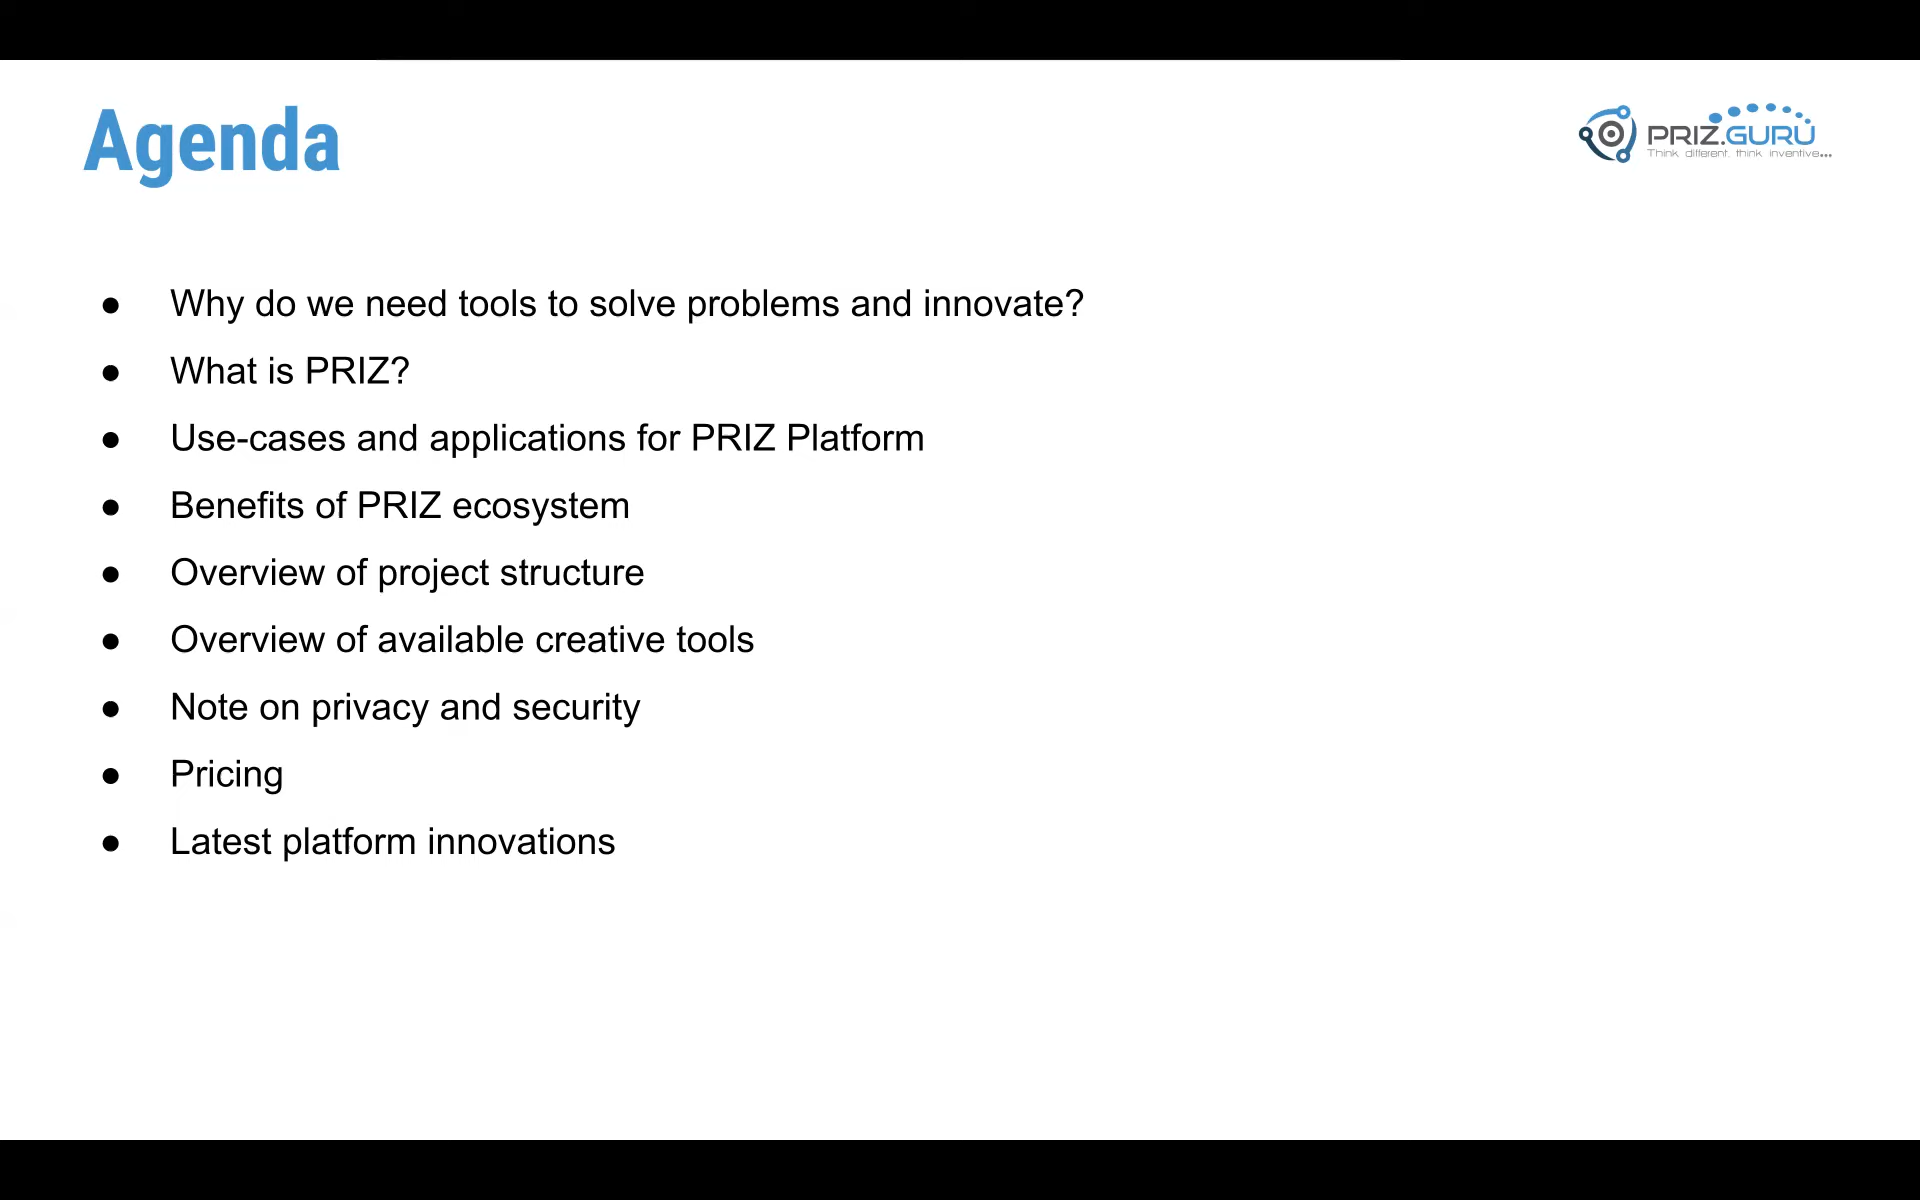 Agenda
PRIZ.GURU
Think different, think inventive...
● Why do we need tools to solve problems and innovate?
● What is PRIZ?
● Use-cases and applications for PRIZ Platform
● Benefits of PRIZ ecosystem
● Overview of project structure
● Overview of available creative tools
● Note on privacy and security
● Pricing
● Latest platform innovations